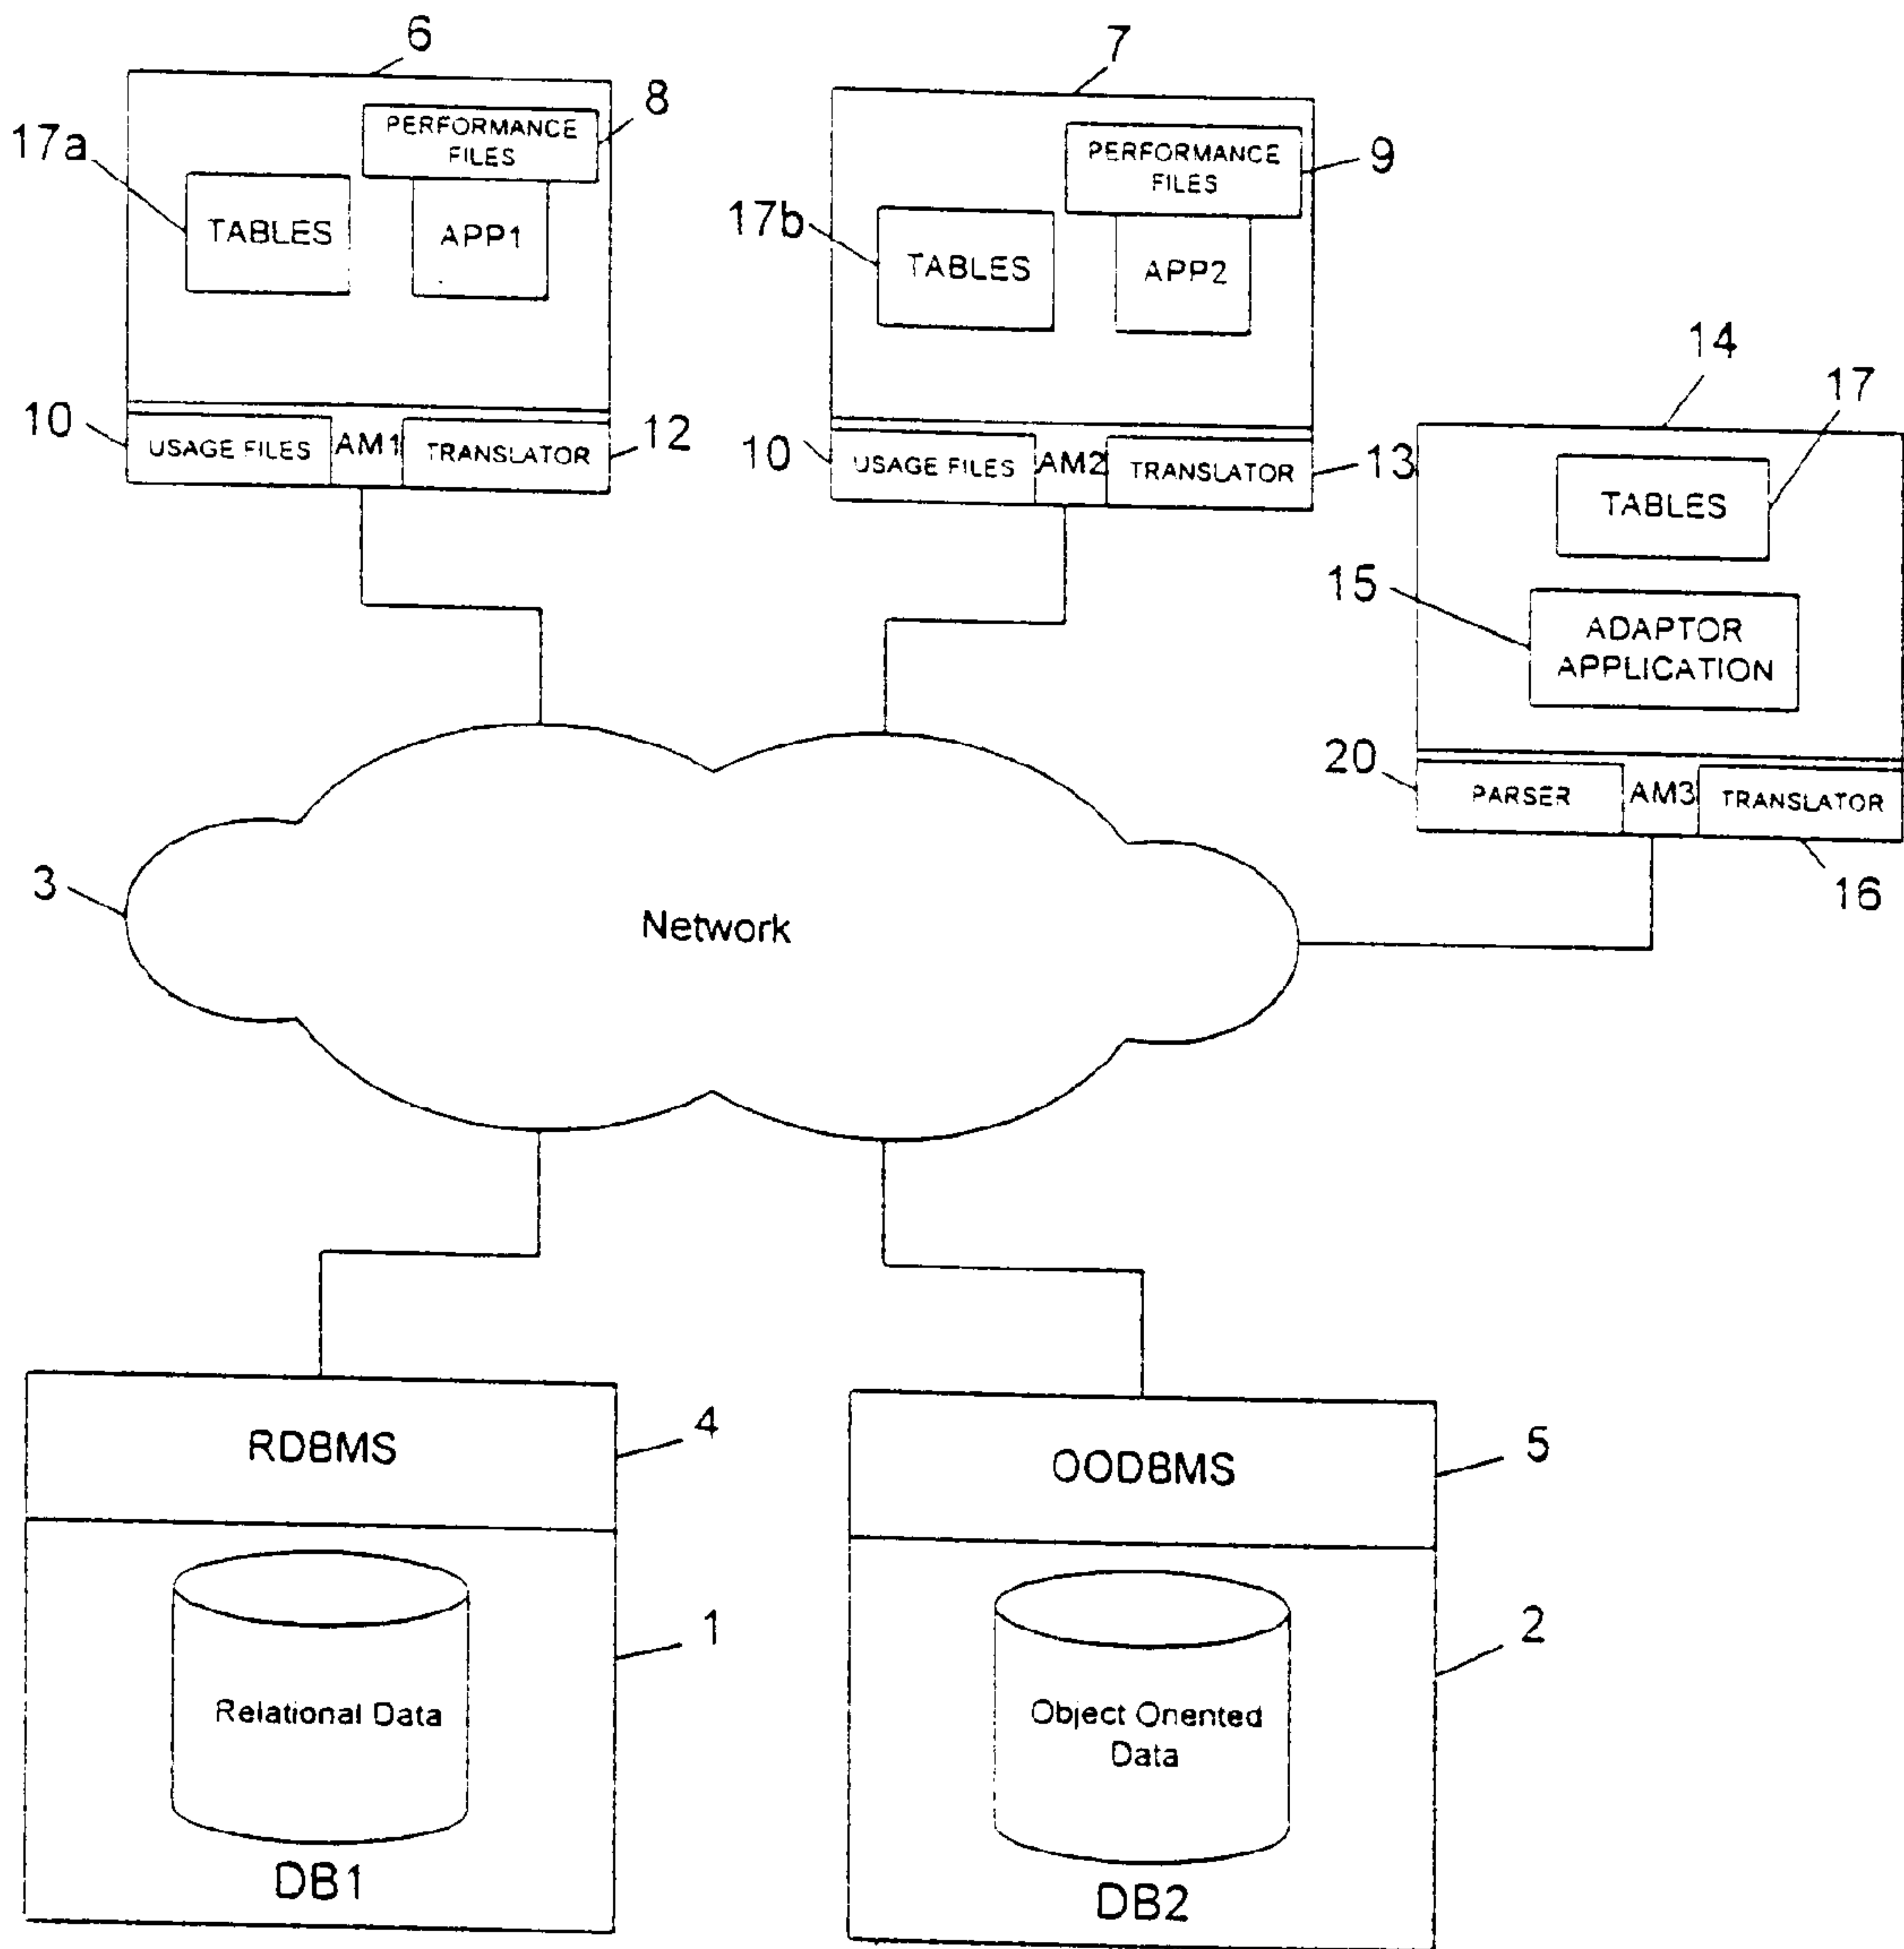 6
7
8
PERFORMANCE
FILES
17a
TABLES
APP1
PERFORMANCE
FILES
9
17b
TABLES
APP2
10
USAGE FILES
AM1
TRANSLATOR
12
10
USAGE FILES
AM2
TRANSLATOR
13
14
17
TABLES
15
ADAPTOR
APPLICATION
20
PARSER
AM3
TRANSLATOR
16
3
Network
RDBMS
4
OODBMS
5
Relational Data
1
DB1
Object Oriented
Data
2
DB2